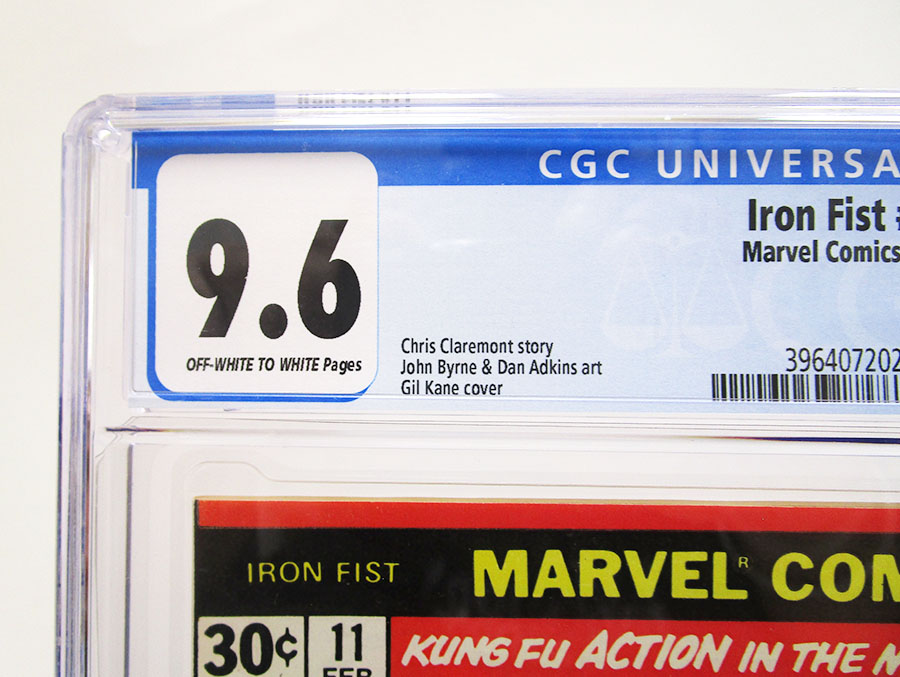 CGC UNIVERSA
9.6
OFF-WHITE TO WHITE Pages
Iron Fist #
Marvel Comics
Chris Claremont story
John Byrne & Dan Adkins art
Gil Kane cover
396407202
IRON FIST
MARVEL® COM
30¢
11
FEB
KUNG FU ACTION IN THE M